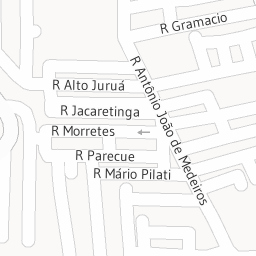 R Gramacio
R Antônio João de Medeiros
R Alto Juruá
R Jacaretinga
R Morretes
R Parecue
R Mário Pilati